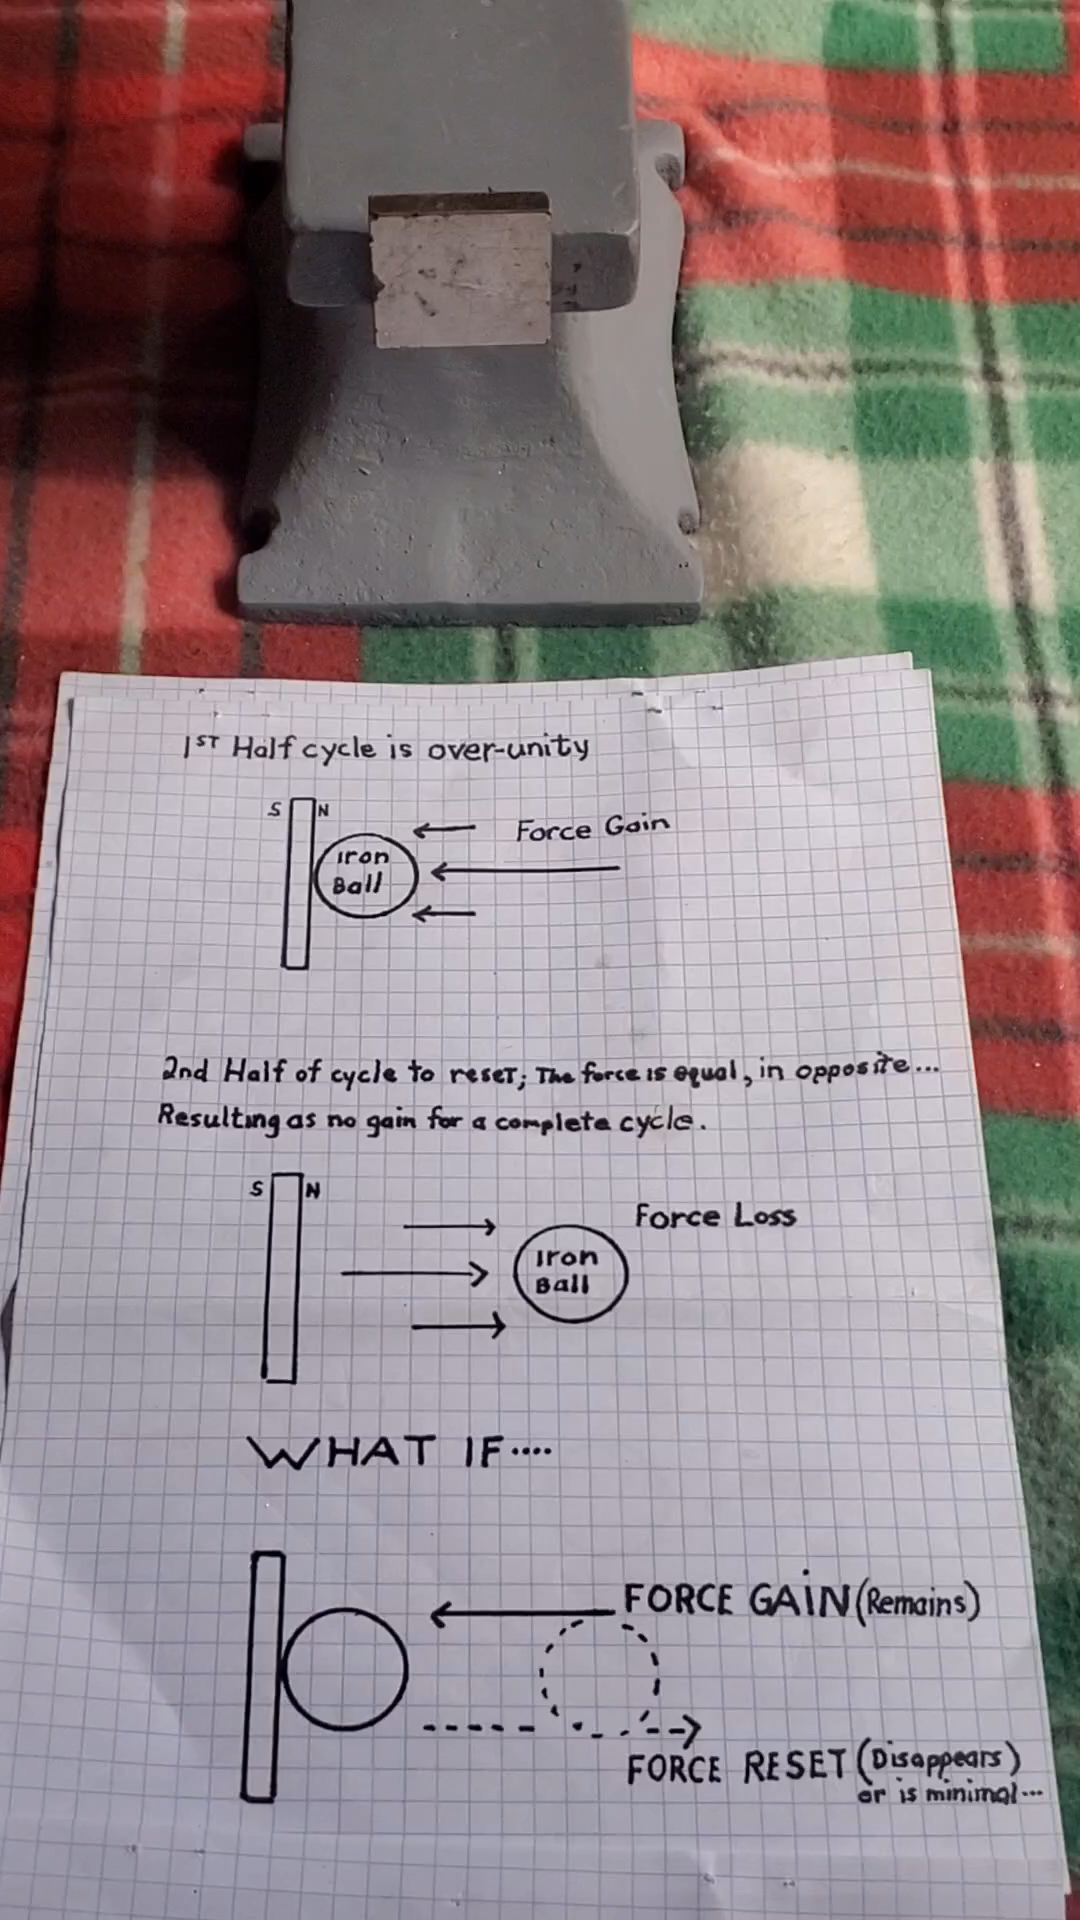 1ST Half cycle is over-unity
S N
Force Gain
Iron
Ball
2nd Half of cycle to reset; The force is equal, in opposite...
Resulting as no gain for a complete cycle.
S N
Force Loss
Iron
Ball
WHAT IF....
FORCE GAIN (Remains)
FORCE RESET (Disappears)
or is minimal...